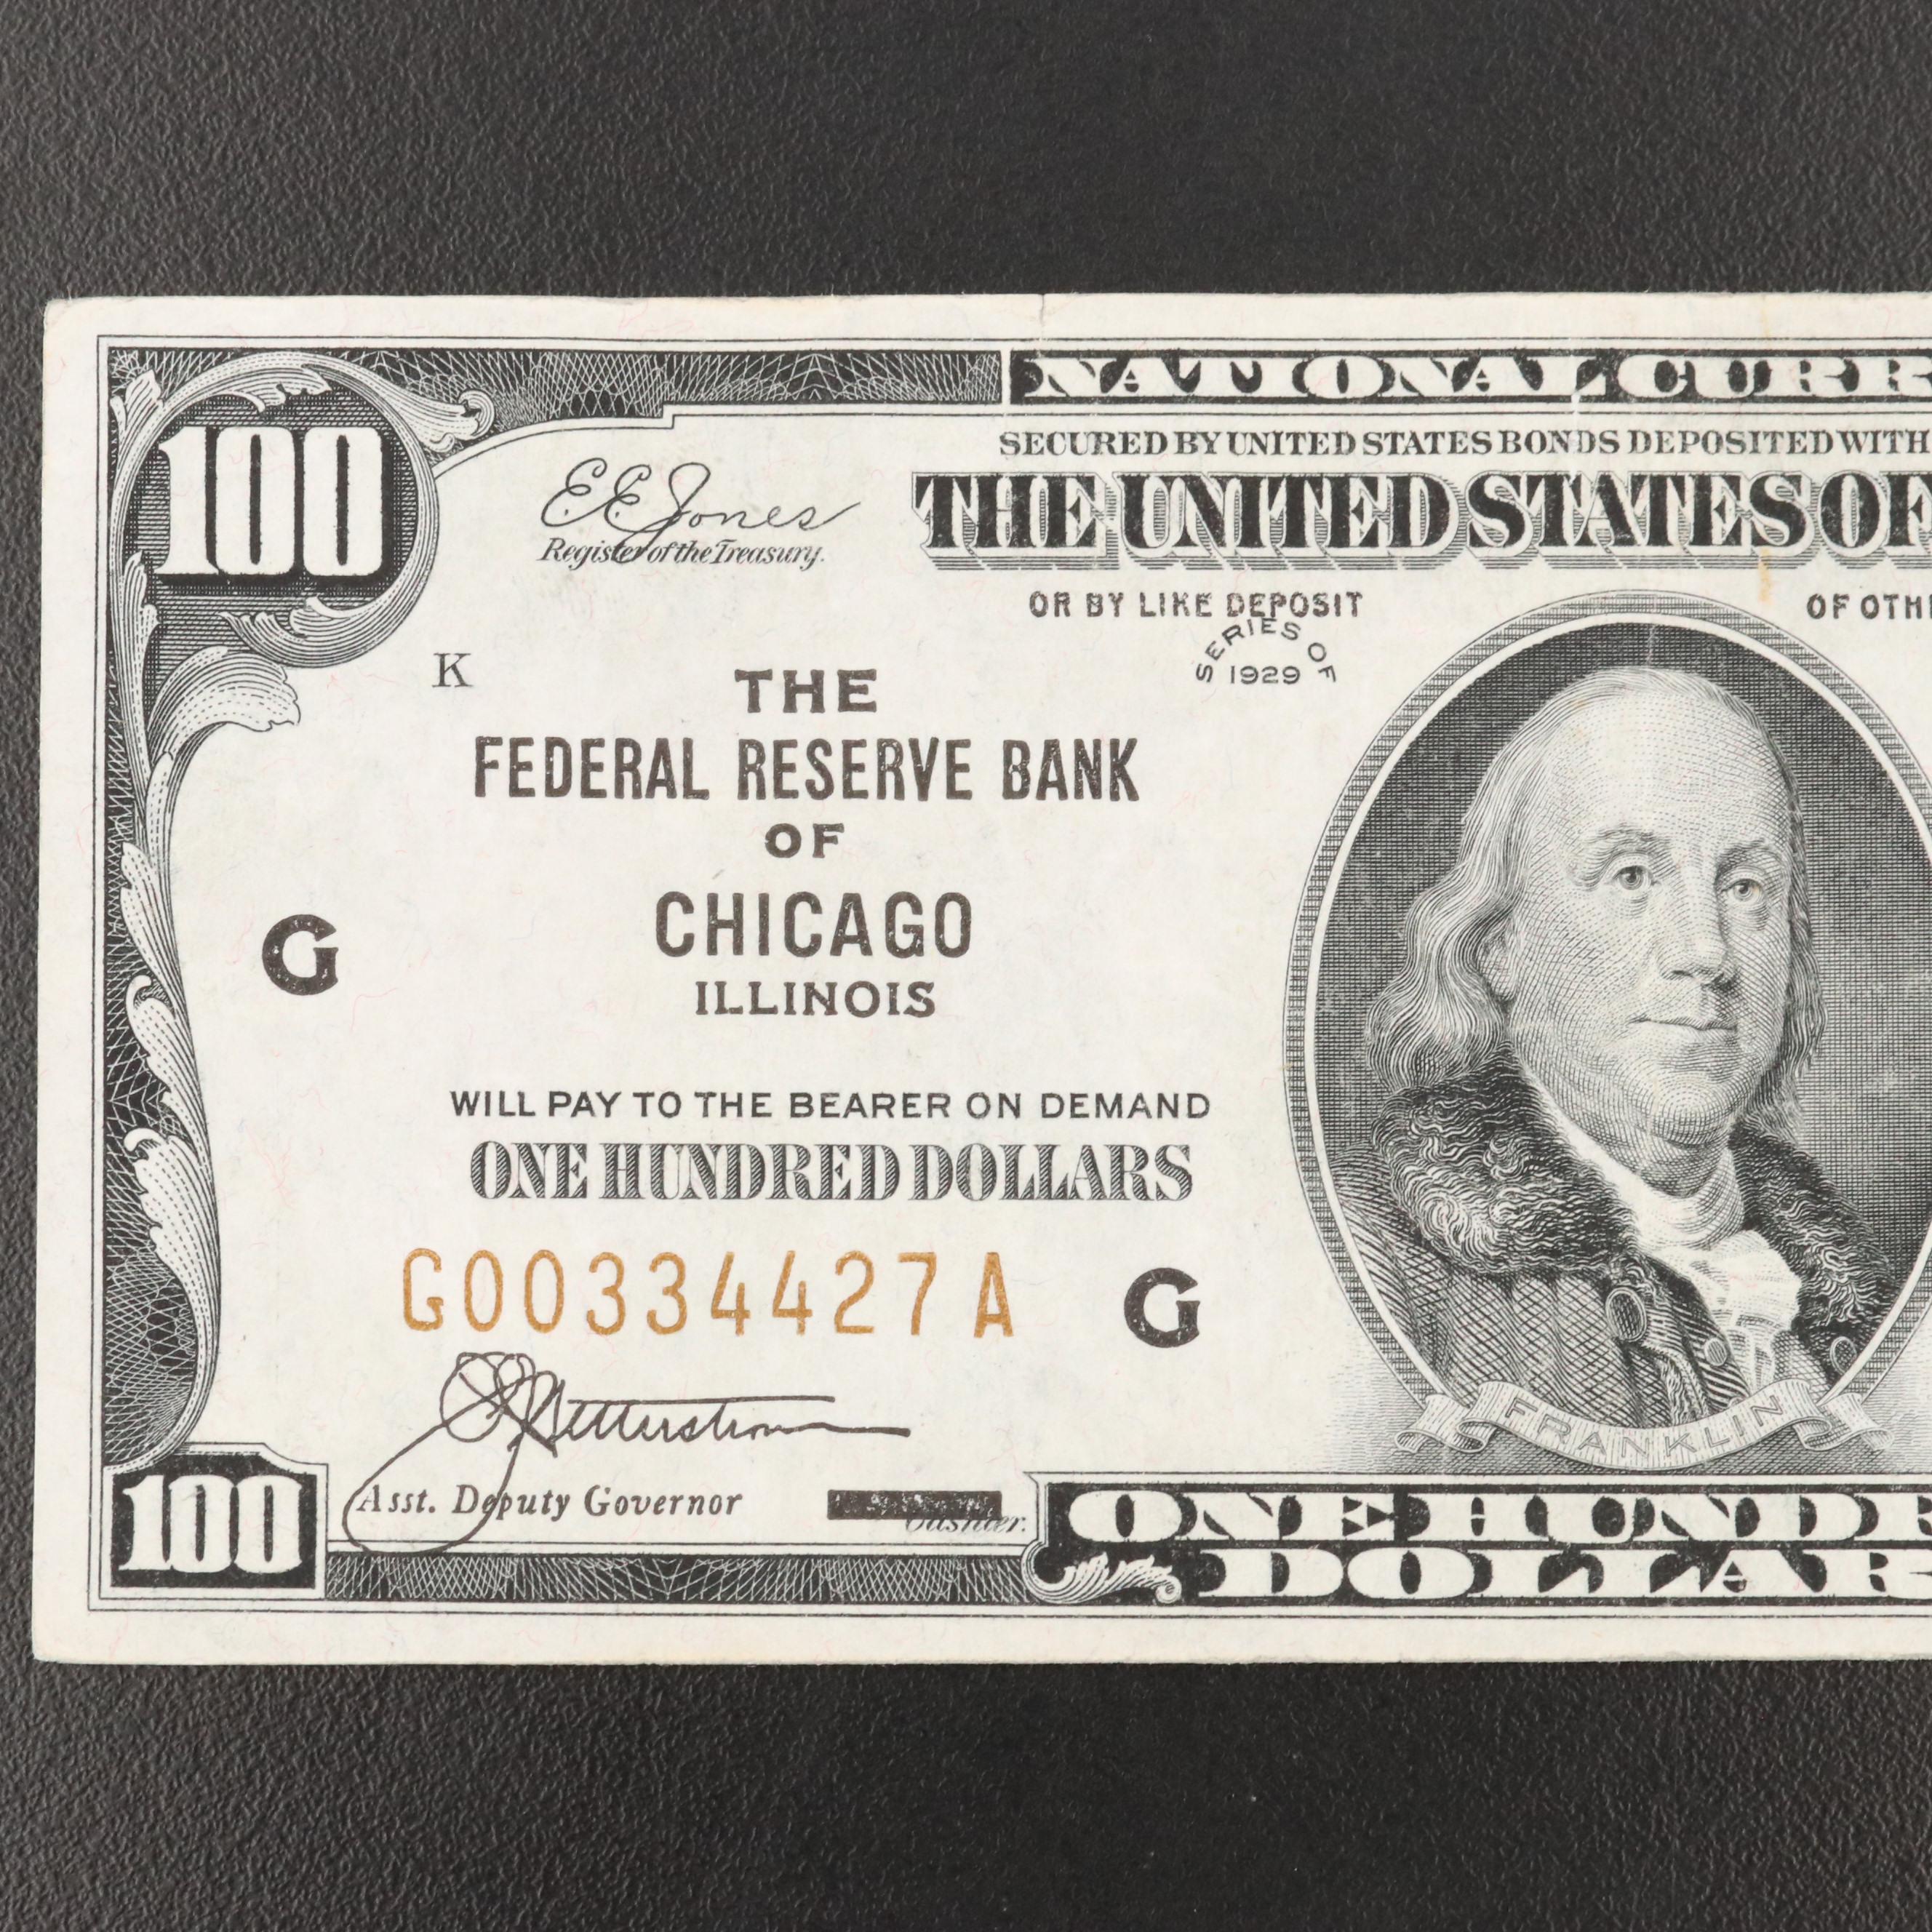 NATIONAL CURR
SECURED BY UNITED STATES BONDS DEPOSITED WITH
THE UNITED STATES OF
OR BY LIKE DEPOSIT OF OTH
100
E.E. Jones
Register of the Treasury.
SERIES OF
1929
K
THE
FEDERAL RESERVE BANK
OF
CHICAGO
ILLINOIS
G
WILL PAY TO THE BEARER ON DEMAND
ONE HUNDRED DOLLARS
G00334427A
G
FRANKLIN
Asst. Deputy Governor
Cashier.
100
ONE HUNDR
DOLLAR